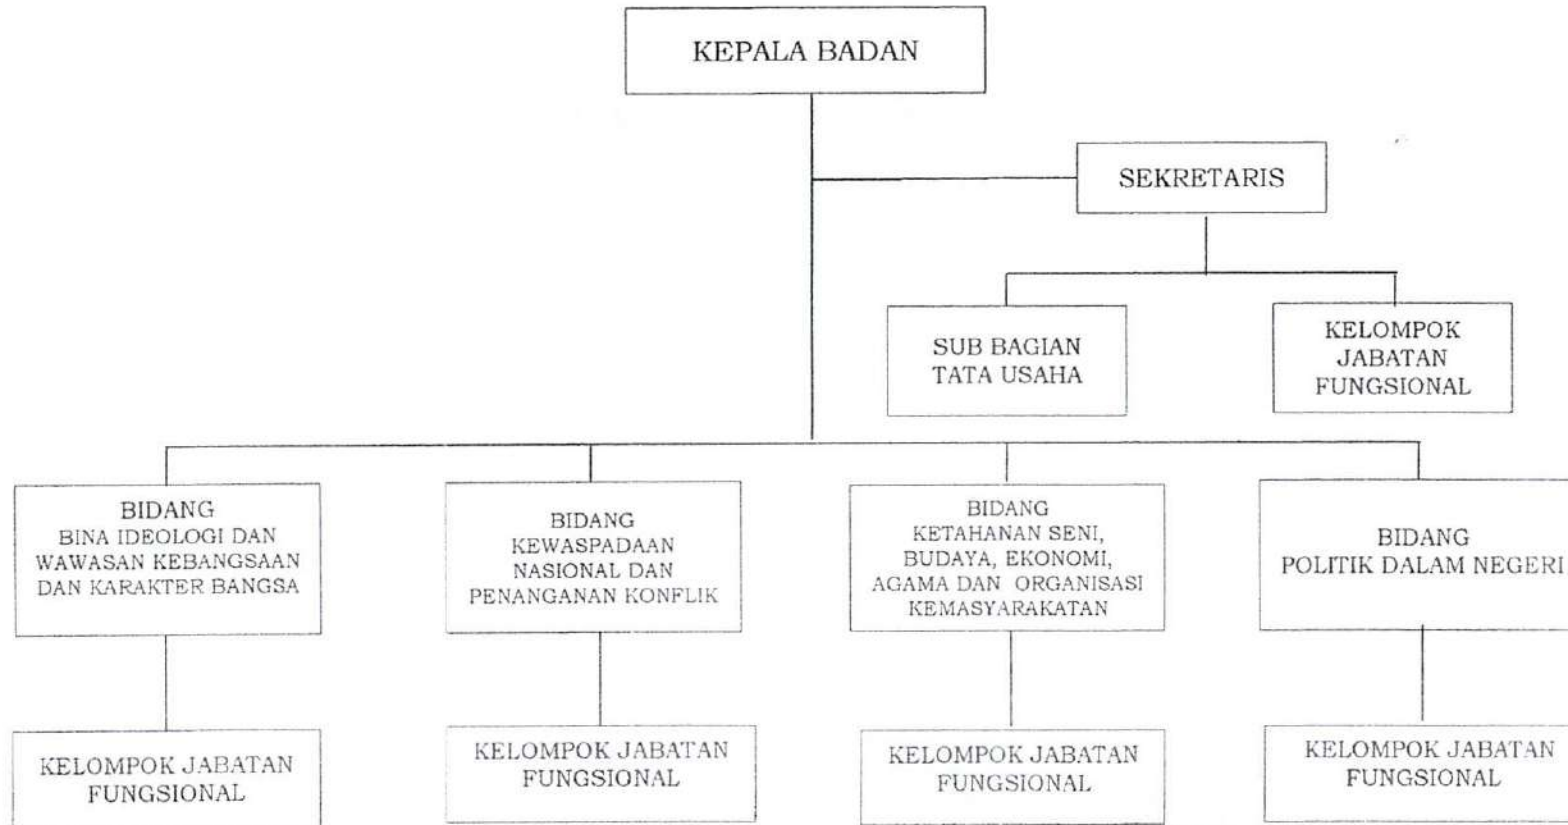 KEPALA BADAN
SEKRETARIS
SUB BAGIAN
TATA USAHA
KELOMPOK
JABATAN
FUNGSIONAL
BIDANG
BINA IDEOLOGI DAN
WAWASAN KEBANGSAAN
DAN KARAKTER BANGSA
BIDANG
KEWASPADAAN
NASIONAL DAN
PENANGANAN KONFLIK
BIDANG
KETAHANAN SENI,
BUDAYA, EKONOMI,
AGAMA DAN ORGANISASI
KEMASYARAKATAN
BIDANG
POLITIK DALAM NEGERI
KELOMPOK JABATAN
FUNGSIONAL
KELOMPOK JABATAN
FUNGSIONAL
KELOMPOK JABATAN
FUNGSIONAL
KELOMPOK JABATAN
FUNGSIONAL